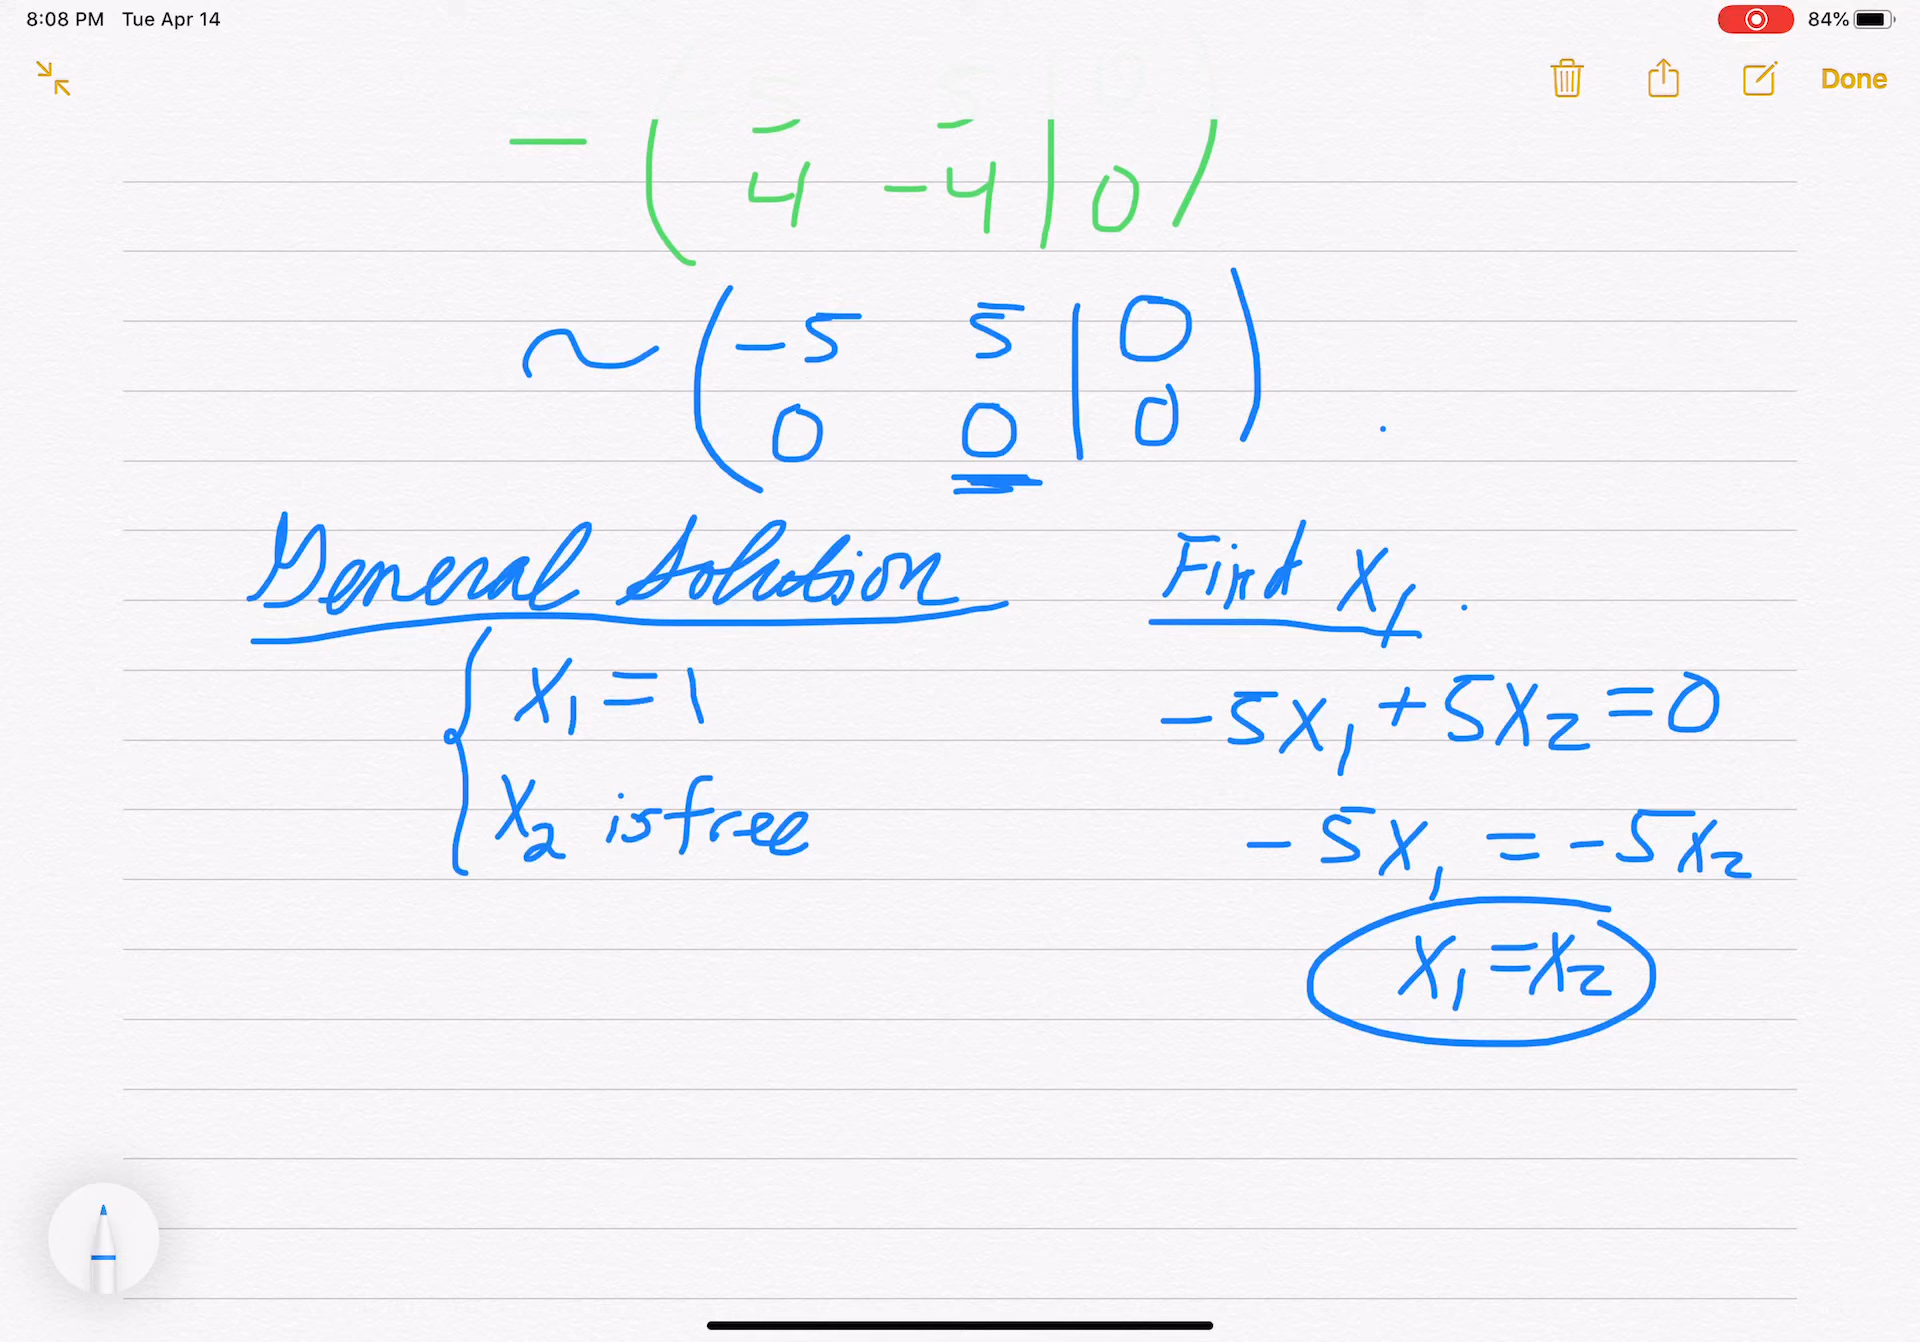 8:08 PM Tue Apr 14 84%
Done
4 -4 | 0
~ ( -5 5 | 0
0 0 | 0 ) .
General Solution
x₁ = 1
x₂ is free
Find x₁.
-5x₁ + 5x₂ = 0
-5x₁ = -5x₂
x₁ = x₂